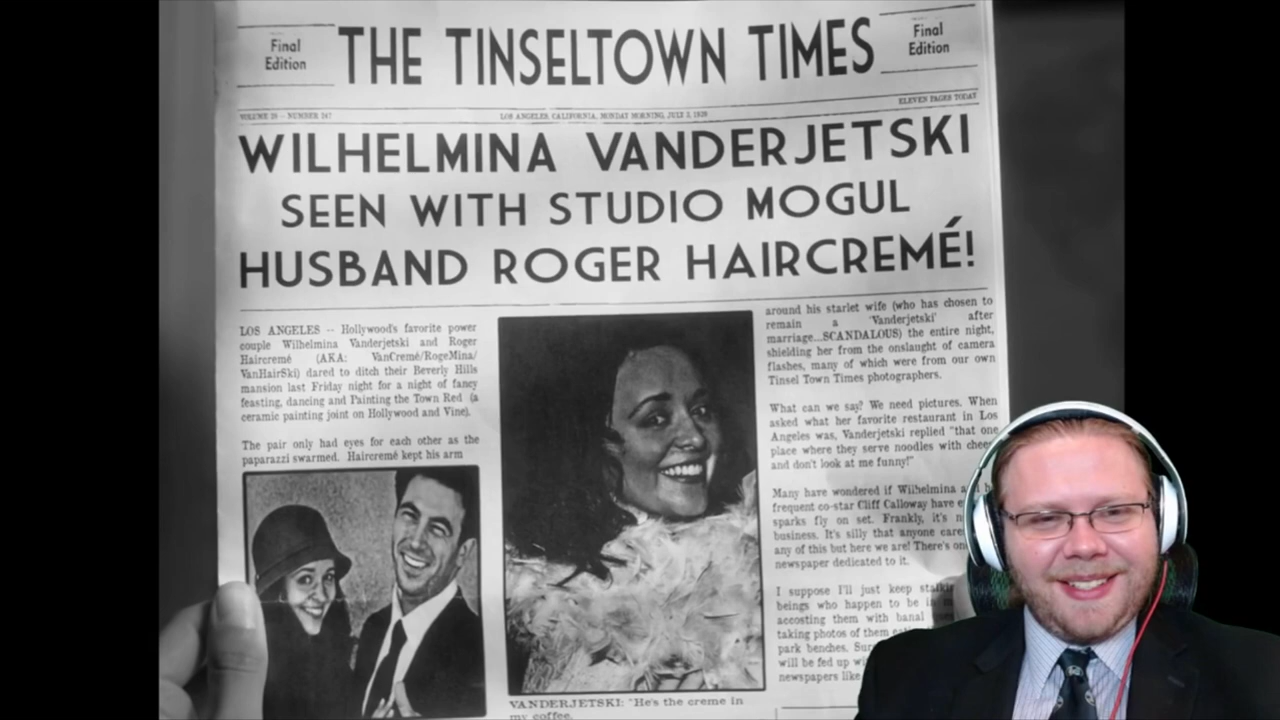 Final
Edition
THE TINSELTOWN TIMES
Final
Edition
ELEVEN PAGES TODAY
LOS ANGELES, CALIFORNIA, MONDAY MORNING, JULY
WILHELMINA VANDERJETSKI
SEEN WITH STUDIO MOGUL
HUSBAND ROGER HAIRCREMÉ!
LOS ANGELES -- Hollywood's favorite power
couple Wilhelmina Vanderjetski and Roger
Haircremé (AKA: VanCremé/RogeMina/
VanHairSki) dared to ditch their Beverly Hills
mansion last Friday night for a night of fancy
feasting, dancing and Painting the Town Red (a
ceramic painting joint on Hollywood and Vine).
The pair only had eyes for each other as the
paparazzi swarmed. Haircremé kept his arm
VANDERJETSKI: "He's the creme in
my coffee.
around his starlet wife (who has chosen to
remain a 'Vanderjetski' after
marriage...SCANDALOUS) the entire night,
shielding her from the onslaught of camera
flashes, many of which were from our own
Tinsel Town Times photographers.
What can we say? We need pictures. When
asked what her favorite restaurant in Los
Angeles was, Vanderjetski replied "that one
place where they serve noodles with chees
and don't look at me funny!"
Many have wondered if Wilhelmina
frequent co-star Cliff Calloway have
sparks fly on set. Frankly, it's
business. It's silly that anyone care
any of this but here we are! There's
newspaper dedicated to it.
I suppose I'll just keep
beings who happen to be in
accosting them with banal
taking photos of them
park benches.
will be fed up
newspapers like